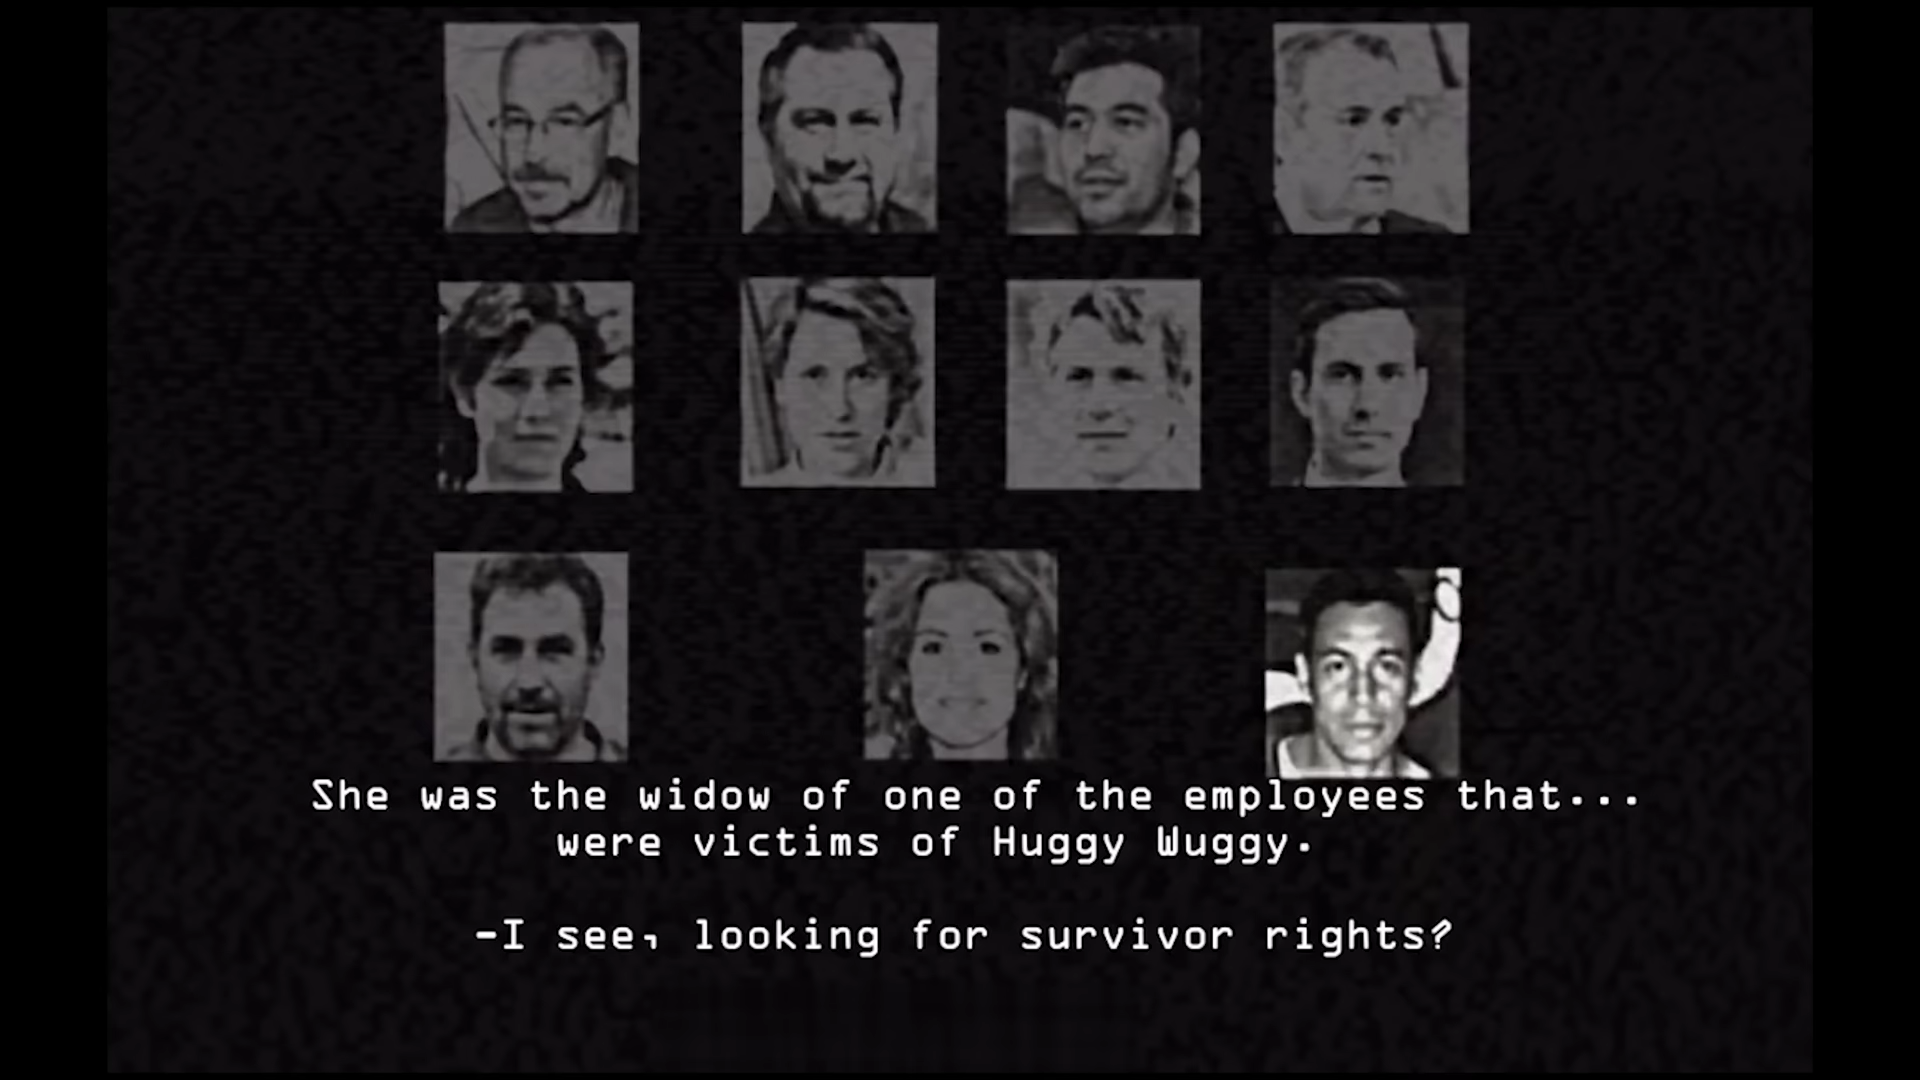 She was the widow of one of the employees that...
were victims of Huggy Wuggy.
-I see, looking for survivor rights?